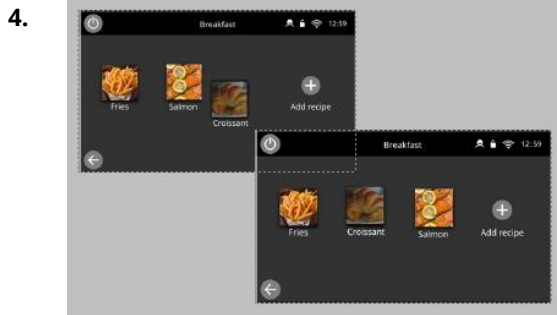 4.
Breakfast 12:59
Fries Salmon Croissant Add recipe
Breakfast 12:59
Fries Croissant Salmon Add recipe